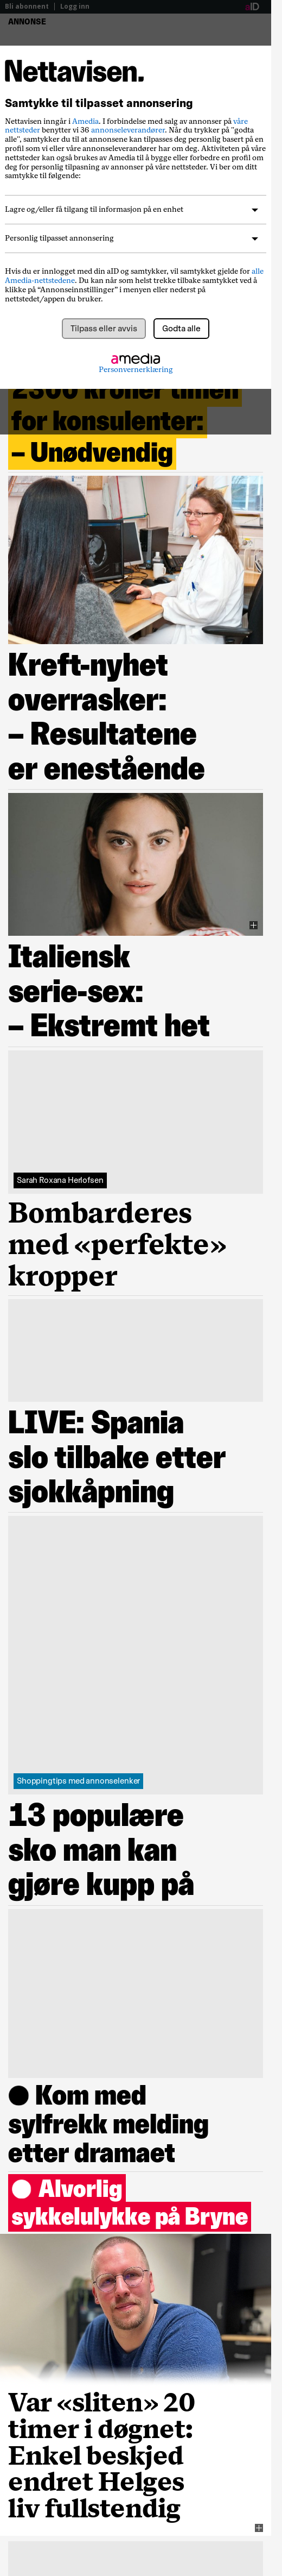 Bli abonnent | Logg inn aID
ANNONSE
Nettavisen.
Samtykke til tilpasset annonsering
Nettavisen inngår i Amedia. I forbindelse med salg av annonser på våre
nettsteder benytter vi 36 annonseleverandører. Når du trykker på "godta
alle", samtykker du til at annonsene kan tilpasses deg personlig basert på en
profil som vi eller våre annonseleverandører har om deg. Aktiviteten på våre
nettsteder kan også brukes av Amedia til å bygge eller forbedre en profil om
deg for personlig tilpasning av annonser på våre nettsteder. Vi ber om ditt
samtykke til følgende:
Lagre og/eller få tilgang til informasjon på en enhet
Personlig tilpasset annonsering
Hvis du er innlogget med din aID og samtykker, vil samtykket gjelde for alle
Amedia-nettstedene. Du kan når som helst trekke tilbake samtykket ved å
klikke på "Annonseinnstillinger" i menyen eller nederst på
nettstedet/appen du bruker.
Tilpass eller avvis
Godta alle
amedia
Personvernerklæring
2300 kroner timen
for konsulenter:
– Unødvendig
Kreft-nyhet
overrasker:
– Resultatene
er enestående
Italiensk
serie-sex:
– Ekstremt het
Sarah Roxana Herlofsen
Bombarderes
med «perfekte»
kropper
LIVE: Spania
slo tilbake etter
sjokkåpning
Shoppingtips med annonselenker
13 populære
sko man kan
gjøre kupp på
● Kom med
sylfrekk melding
etter dramaet
● Alvorlig
sykkelulykke på Bryne
Var «sliten» 20
timer i døgnet:
Enkel beskjed
endret Helges
liv fullstendig